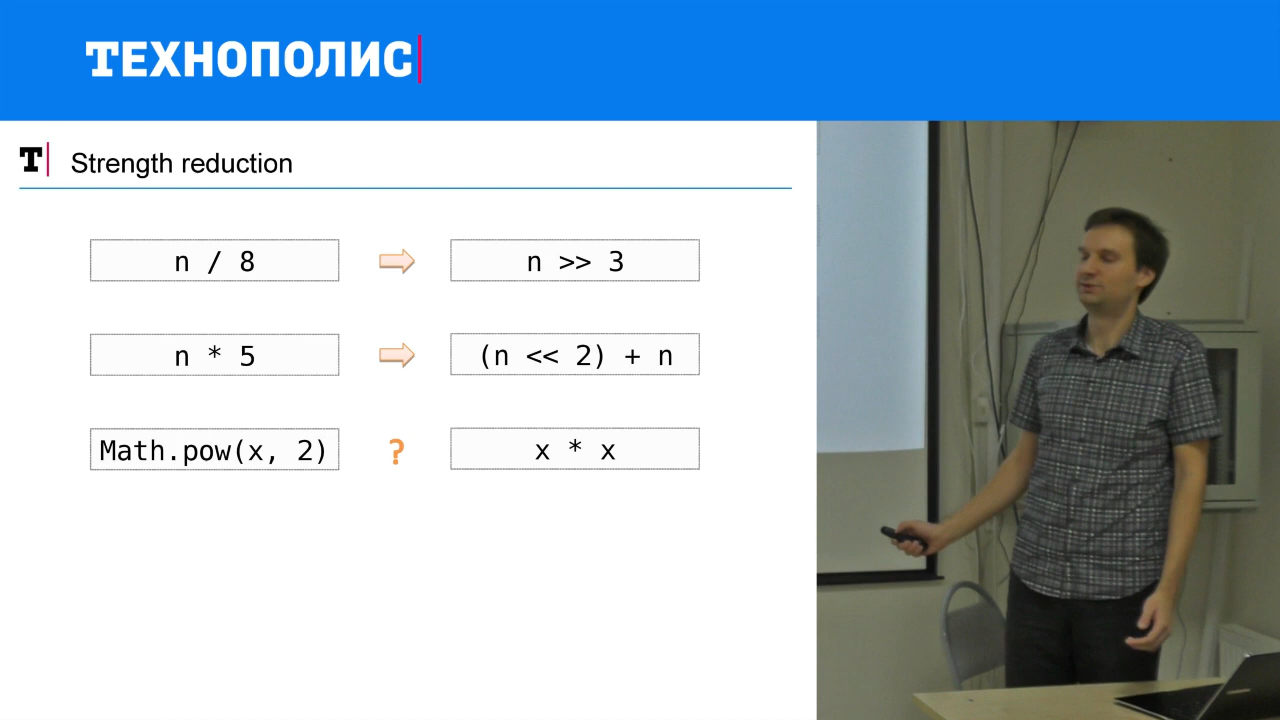 ТЕХНОПОЛИС
T Strength reduction
n / 8 n >> 3
n * 5 (n << 2) + n
Math.pow(x, 2) ? x * x